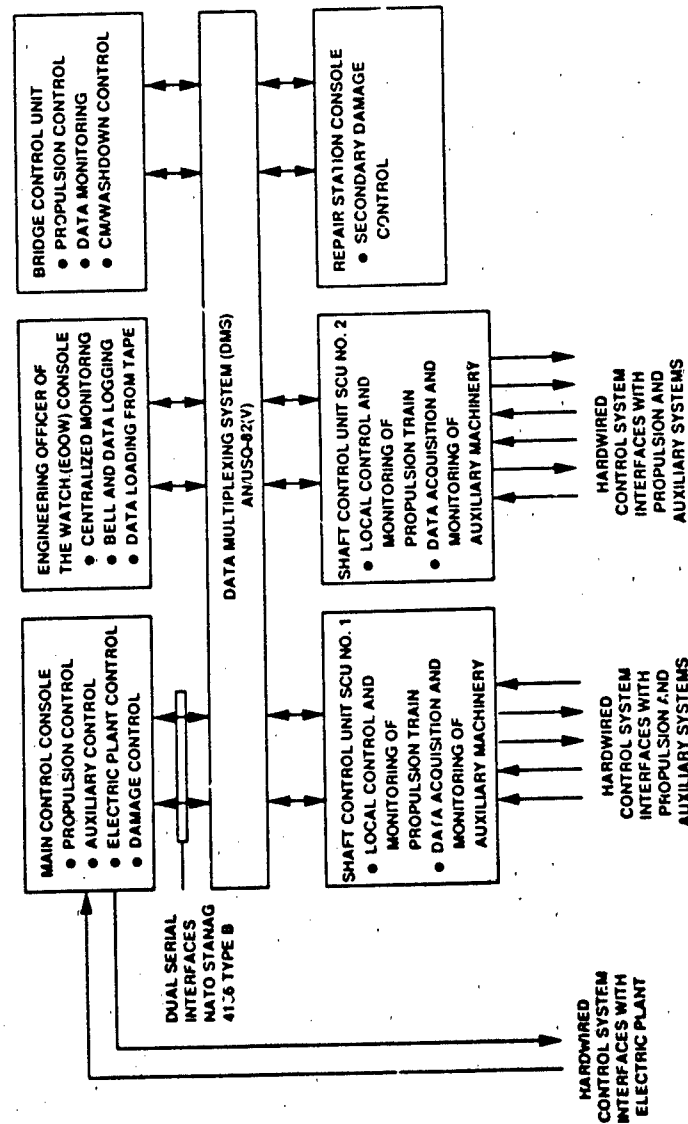 MAIN CONTROL CONSOLE
● PROPULSION CONTROL
● AUXILIARY CONTROL
● ELECTRIC PLANT CONTROL
● DAMAGE CONTROL
ENGINEERING OFFICER OF
THE WATCH (EOOW) CONSOLE
● CENTRALIZED MONITORNG
● BELL AND DATA LOGGING
● DATA LOADING FROM TAPE
BRIDGE CONTROL UNIT
● PROPULSION CONTROL
● DATA MONITORING
● CM/WASHDOWN CONTROL
DUAL SERIAL
INTERFACES
NATO STANAG
TYPE B
DATA MULTIPLEXING SYSTEM (DMS)
AN/USO-82(V)
SHAFT CONTROL UNIT SCU NO. 1
● LOCAL CONTROL AND
MONITORING OF
PROPULSION TRAIN
● DATA ACQUISITION AND
MONITORING OF
AUXILIARY MACHINERY
SHAFT CONTROL UNIT SCU NO. 2
● LOCAL CONTROL AND
MONITORING OF
PROPULSION TRAIN
● DATA ACQUISITION AND
MONITORING OF
AUXILIARY MACHINERY
REPAIR STATION CONSOLE
● SECONDARY DAMAGE
CONTROL
HARDWIRED
CONTROL SYSTEM
INTERFACES WITH
ELECTRIC PLANT
HARDWIRED
CONTROL SYSTEM
INTERFACES WITH
PROPULSION AND
AUXILIARY SYSTEMS
HARDWIRED
CONTROL SYSTEM
INTERFACES WITH
PROPULSION AND
AUXILIARY SYSTEMS